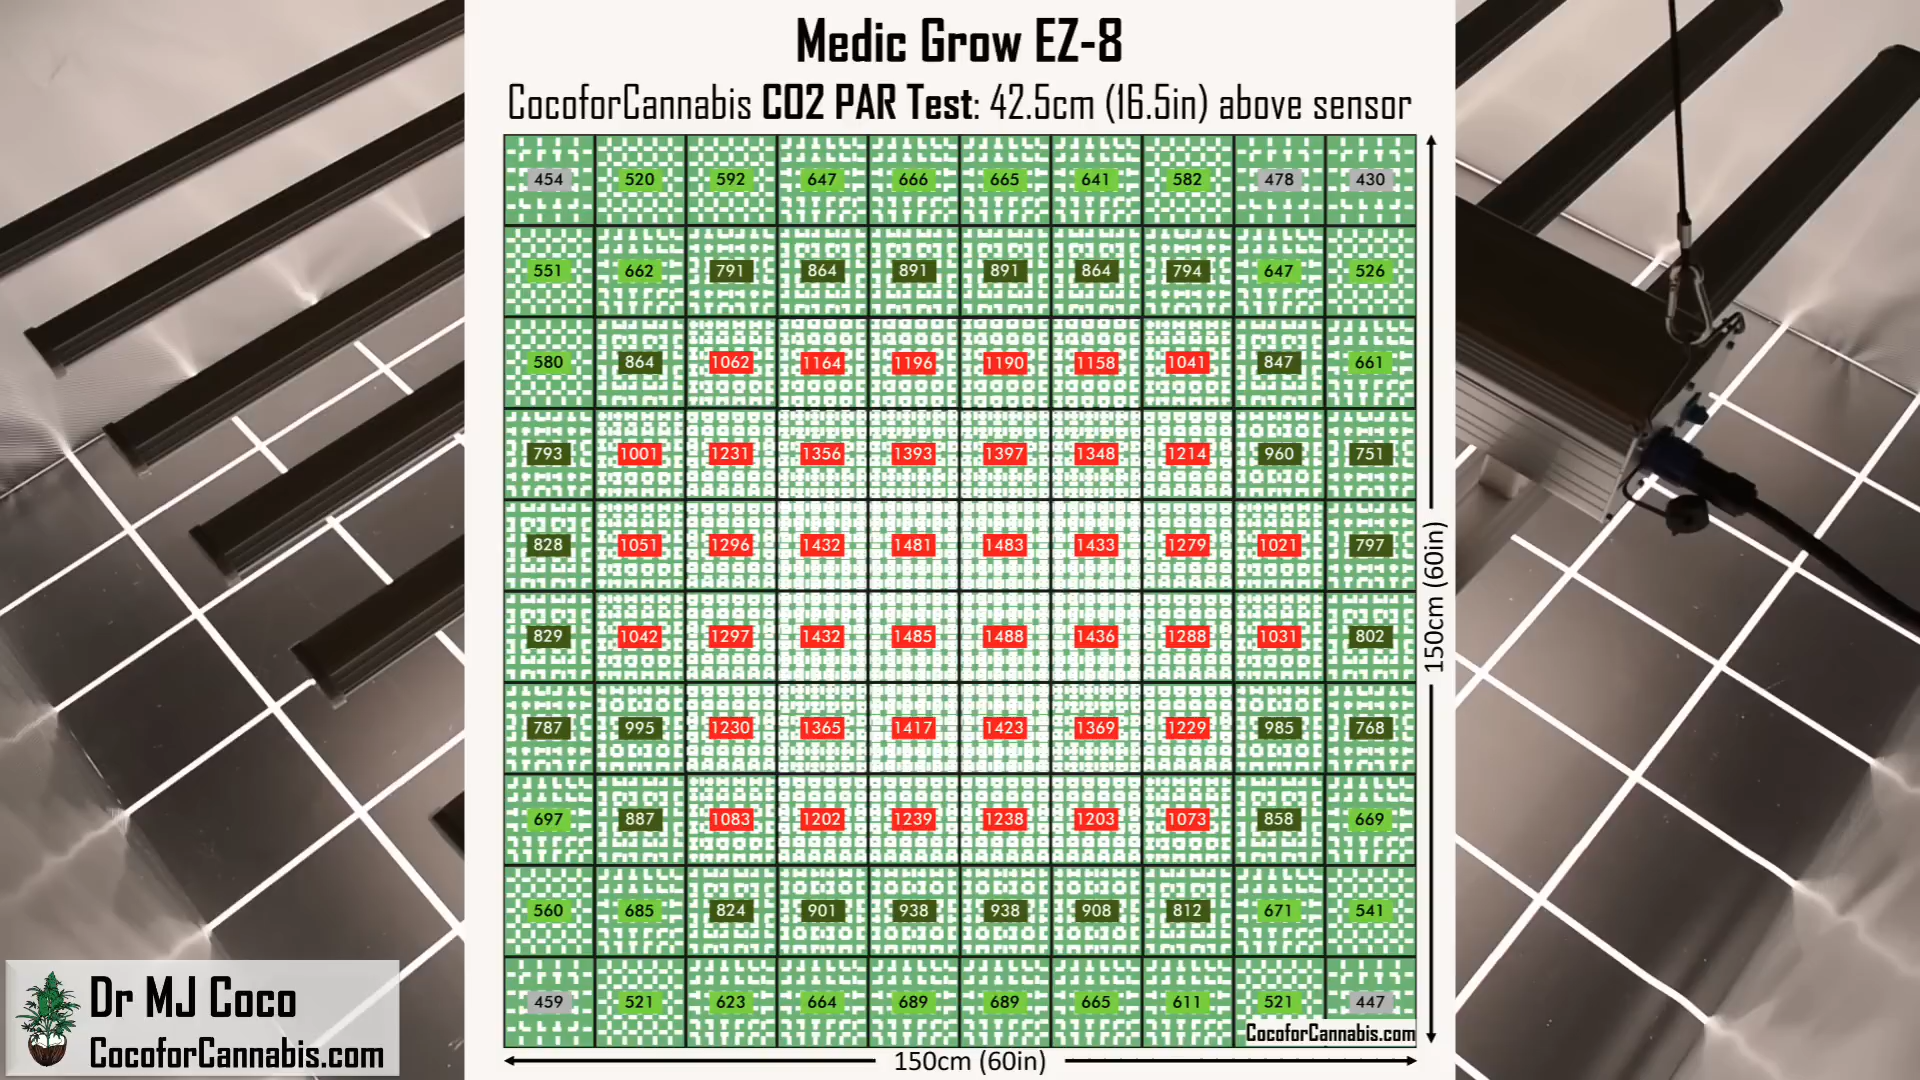 Medic Grow EZ-8
CocoforCannabis CO2 PAR Test: 42.5cm (16.5in) above sensor
454 520 592 647 666 665 641 582 478 430
551 662 791 864 891 891 864 794 647 526
580 864 1062 1164 1196 1190 1158 1041 847 661
793 1001 1231 1356 1393 1397 1348 1214 960 751
828 1051 1296 1432 1481 1483 1433 1279 1021 797
829 1042 1297 1432 1485 1488 1436 1288 1031 802
787 995 1230 1365 1417 1423 1369 1229 985 768
697 887 1083 1202 1239 1238 1203 1073 858 669
560 685 824 901 938 938 908 812 671 541
459 521 623 664 689 689 665 611 521 447
CocoforCannabis.com
150cm (60in)
150cm (60in)
Dr MJ Coco
CocoforCannabis.com